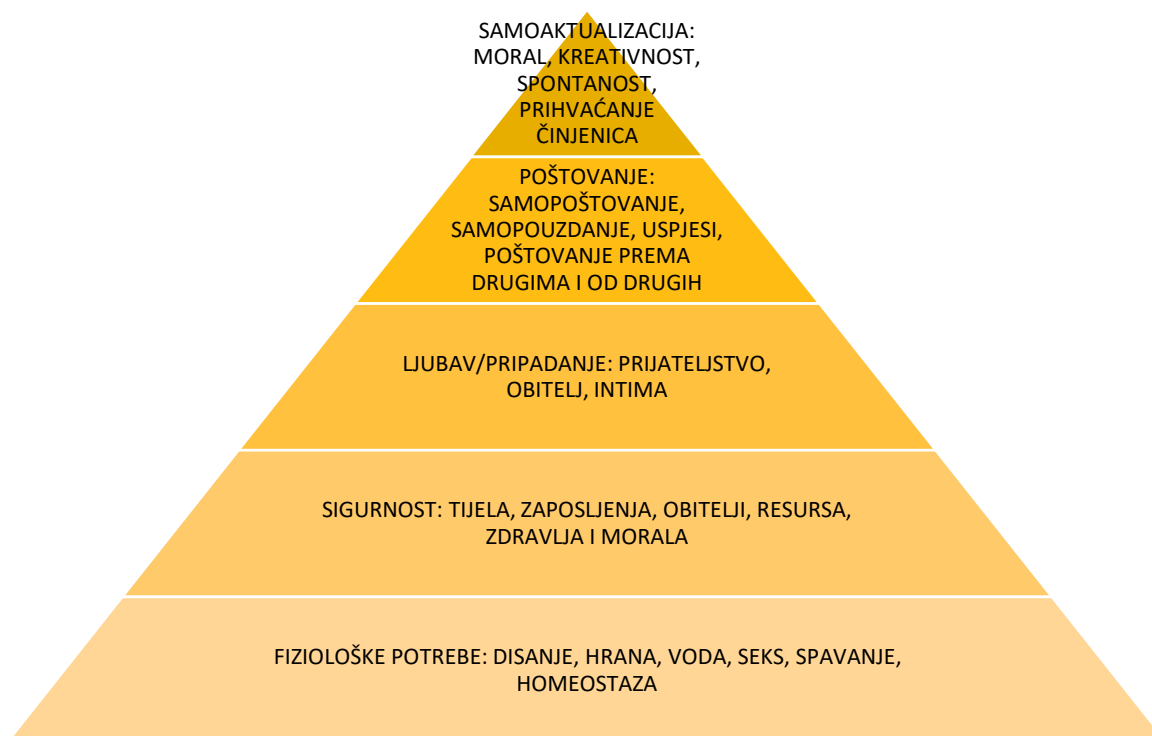 SAMOAKTUALIZACIJA:
MORAL, KREATIVNOST,
SPONTANOST,
PRIHVAĆANJE
ČINJENICA
POŠTOVANJE:
SAMOPOŠTOVANJE,
SAMOPOUZDANJE, USPJESI,
POŠTOVANJE PREMA
DRUGIMA I OD DRUGIH
LJUBAV/PRIPADANJE: PRIJATELJSTVO,
OBITELJ, INTIMA
SIGURNOST: TIJELA, ZAPOSLJENJA, OBITELJI, RESURSA,
ZDRAVLJA I MORALA
FIZIOLOŠKE POTREBE: DISANJE, HRANA, VODA, SEKS, SPAVANJE,
HOMEOSTAZA